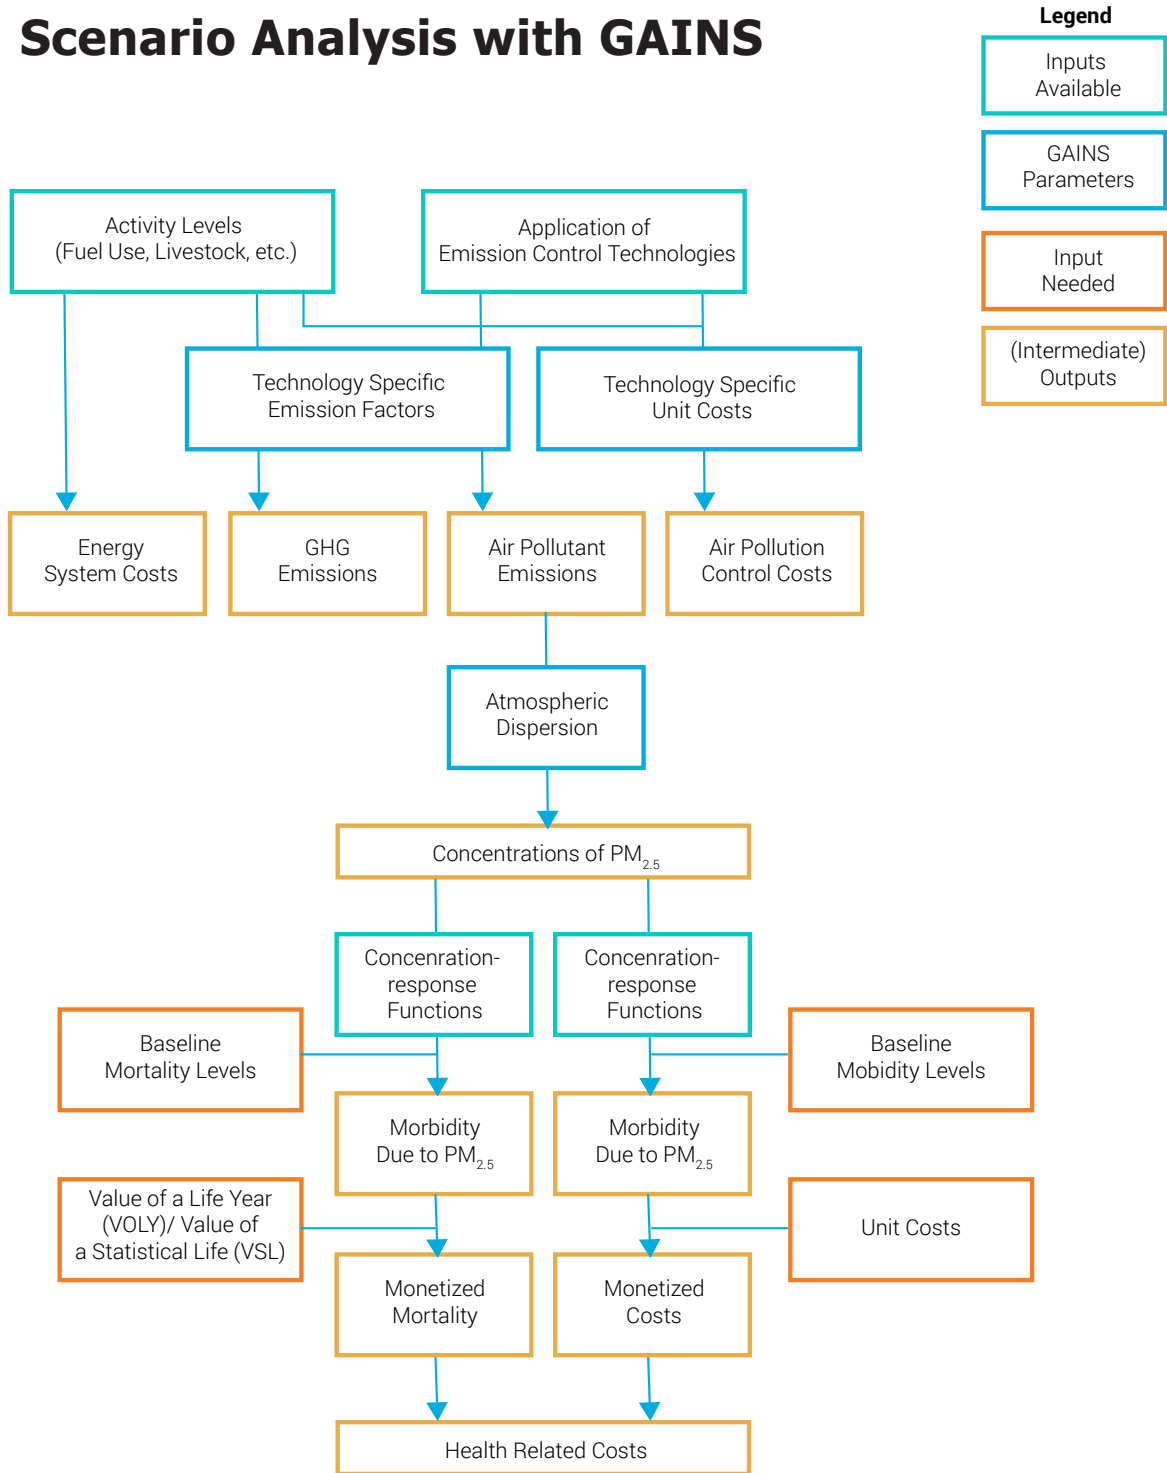 Scenario Analysis with GAINS
Legend
Inputs
Available
GAINS
Parameters
Input
Needed
(Intermediate)
Outputs
Activity Levels
(Fuel Use, Livestock, etc.)
Application of
Emission Control Technologies
Technology Specific
Emission Factors
Technology Specific
Unit Costs
Energy
System Costs
GHG
Emissions
Air Pollutant
Emissions
Air Pollution
Control Costs
Atmospheric
Dispersion
Concentrations of PM2.5
Concenration-
response
Functions
Concenration-
response
Functions
Baseline
Mortality Levels
Baseline
Mobidity Levels
Morbidity
Due to PM2.5
Morbidity
Due to PM2.5
Value of a Life Year
(VOLY)/ Value of
a Statistical Life (VSL)
Unit Costs
Monetized
Mortality
Monetized
Costs
Health Related Costs